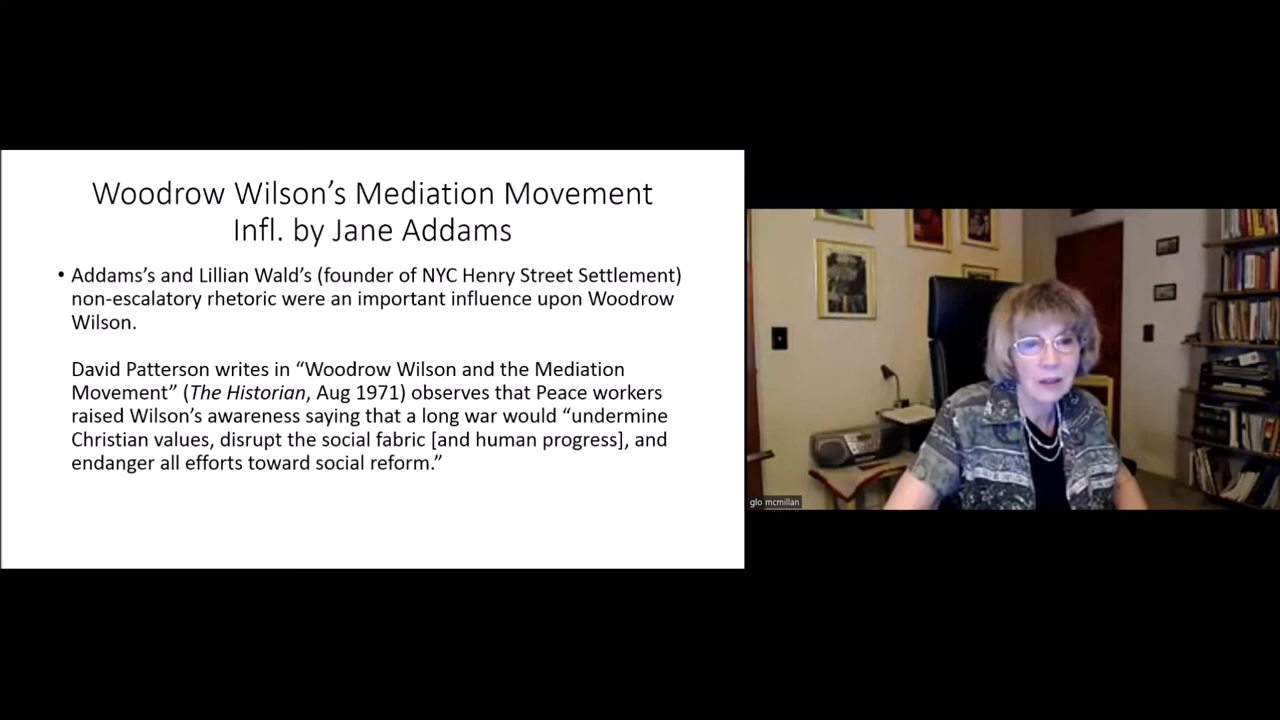 Woodrow Wilson’s Mediation Movement
Infl. by Jane Addams
• Addams’s and Lillian Wald’s (founder of NYC Henry Street Settlement)
non-escalatory rhetoric were an important influence upon Woodrow
Wilson.
David Patterson writes in “Woodrow Wilson and the Mediation
Movement” (The Historian, Aug 1971) observes that Peace workers
raised Wilson’s awareness saying that a long war would “undermine
Christian values, disrupt the social fabric [and human progress], and
endanger all efforts toward social reform.”
glo mcmillan